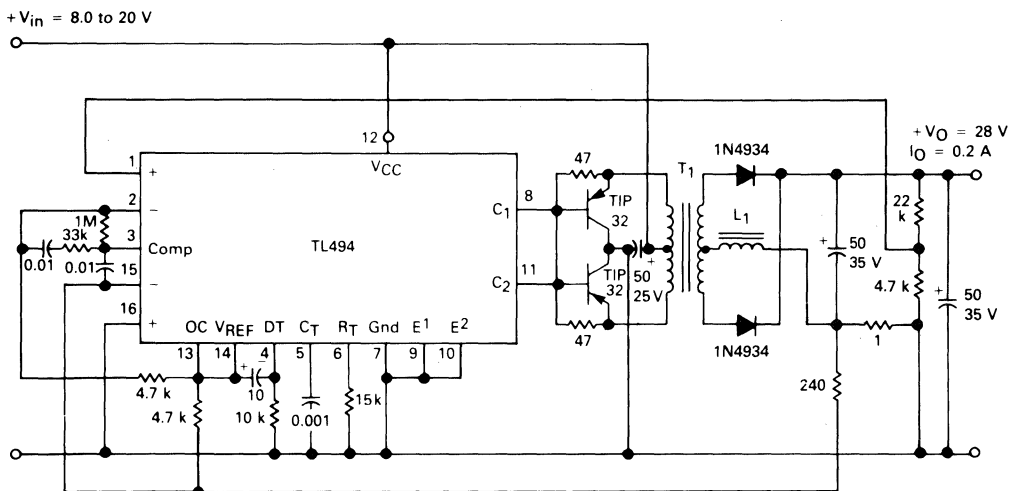 +Vin = 8.0 to 20 V
12
VCC
1
+
2
−
1M
33k
3
Comp
0.01
0.01
15
−
16
+
TL494
OC
VREF
DT
CT
RT
Gnd
E1
E2
13
14
4
5
6
7
9
10
C1
8
C2
11
4.7 k
4.7 k
+
−
10
10 k
0.001
15k
47
TIP
32
TIP
32
47
+
50
25 V
T1
1N4934
L1
1N4934
+VO = 28 V
IO = 0.2 A
+
50
35 V
22
k
4.7 k
+
50
35 V
1
240